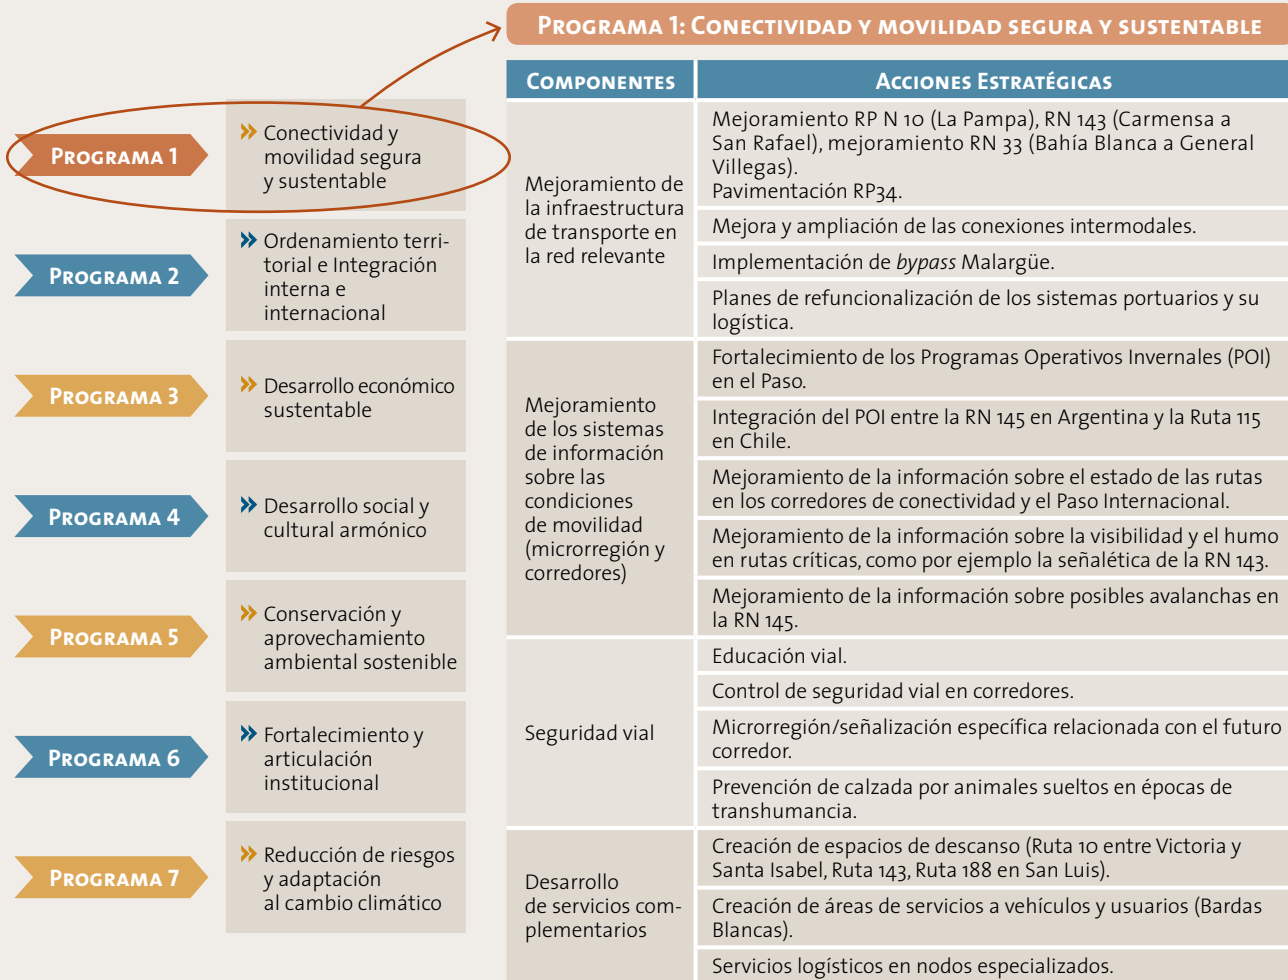 Programa 1: Conectividad y movilidad segura y sustentable
Programa 1
» Conectividad y
movilidad segura
y sustentable
Programa 2
» Ordenamiento terri-
torial e Integración
interna e
internacional
Programa 3
» Desarrollo económico
sustentable
Programa 4
» Desarrollo social y
cultural armónico
Programa 5
» Conservación y
aprovechamiento
ambiental sostenible
Programa 6
» Fortalecimiento y
articulación
institucional
Programa 7
» Reducción de riesgos
y adaptación
al cambio climático
Componentes
Acciones Estratégicas
Mejoramiento de
la infraestructura
de transporte en
la red relevante
Mejoramiento RP N 10 (La Pampa), RN 143 (Carmensa a
San Rafael), mejoramiento RN 33 (Bahía Blanca a General
Villegas).
Pavimentación RP34.
Mejora y ampliación de las conexiones intermodales.
Implementación de bypass Malargüe.
Planes de refuncionalización de los sistemas portuarios y su
logística.
Mejoramiento
de los sistemas
de información
sobre las
condiciones
de movilidad
(microrregión y
corredores)
Fortalecimiento de los Programas Operativos Invernales (POI)
en el Paso.
Integración del POI entre la RN 145 en Argentina y la Ruta 115
en Chile.
Mejoramiento de la información sobre el estado de las rutas
en los corredores de conectividad y el Paso Internacional.
Mejoramiento de la información sobre la visibilidad y el humo
en rutas críticas, como por ejemplo la señalética de la RN 143.
Mejoramiento de la información sobre posibles avalanchas en
la RN 145.
Seguridad vial
Educación vial.
Control de seguridad vial en corredores.
Microrregión/señalización específica relacionada con el futuro
corredor.
Prevención de calzada por animales sueltos en épocas de
transhumancia.
Desarrollo
de servicios com-
plementarios
Creación de espacios de descanso (Ruta 10 entre Victoria y
Santa Isabel, Ruta 143, Ruta 188 en San Luis).
Creación de áreas de servicios a vehículos y usuarios (Bardas
Blancas).
Servicios logísticos en nodos especializados.